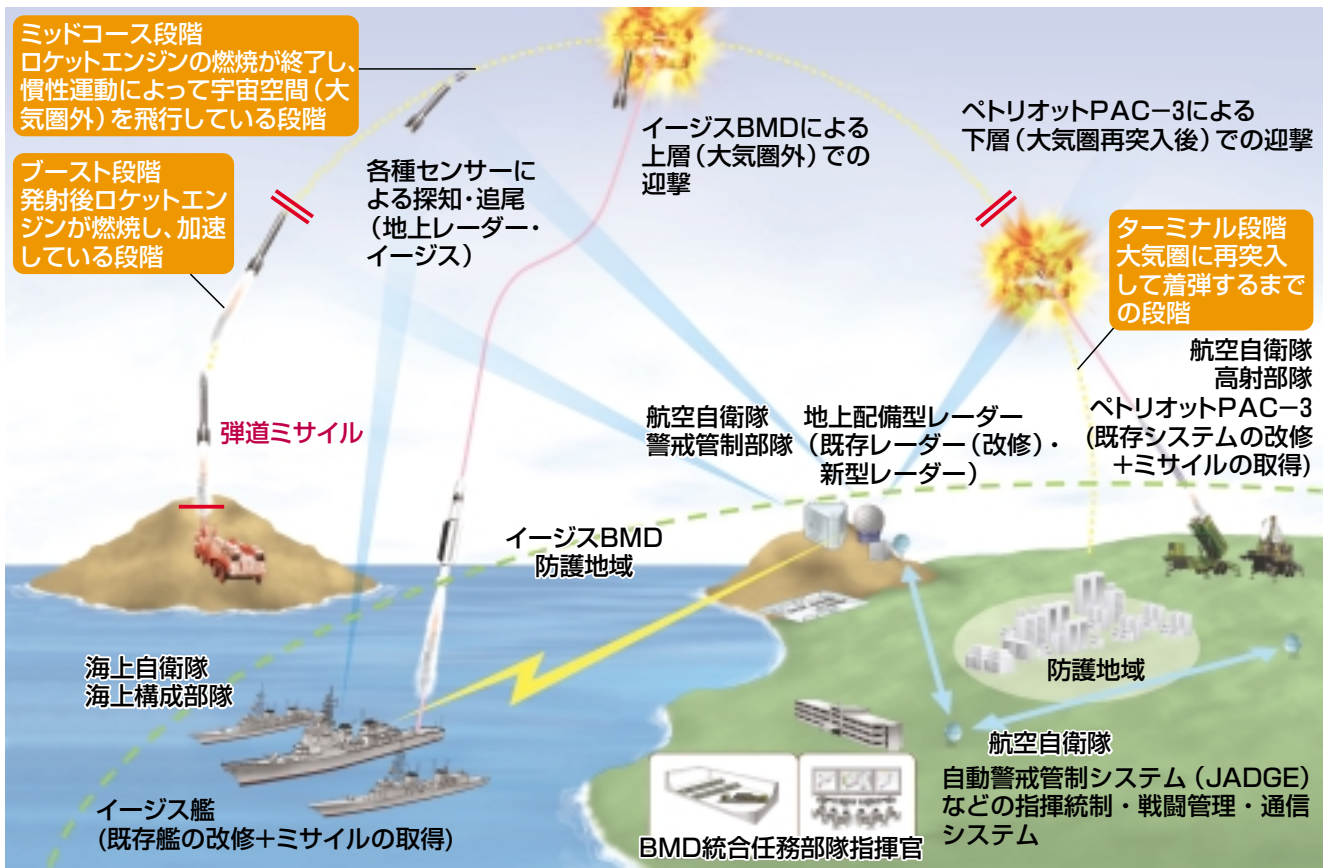 ミッドコース段階
ロケットエンジンの燃焼が終了し、
慣性運動によって宇宙空間（大
気圏外）を飛行している段階
ブースト段階
発射後ロケットエン
ジンが燃焼し、加速
している段階
各種センサーに
よる探知・追尾
（地上レーダー・
イージス）
イージスBMDによる
上層（大気圏外）での
迎撃
ペトリオットPAC−3による
下層（大気圏再突入後）での迎撃
ターミナル段階
大気圏に再突入
して着弾するまで
の段階
航空自衛隊
高射部隊
ペトリオットPAC−3
(既存システムの改修
+ミサイルの取得)
弾道ミサイル
航空自衛隊
警戒管制部隊
地上配備型レーダー
（既存レーダー（改修）・
新型レーダー）
イージスBMD
防護地域
海上自衛隊
海上構成部隊
防護地域
イージス艦
(既存艦の改修+ミサイルの取得)
BMD統合任務部隊指揮官
航空自衛隊
自動警戒管制システム（JADGE）
などの指揮統制・戦闘管理・通信
システム